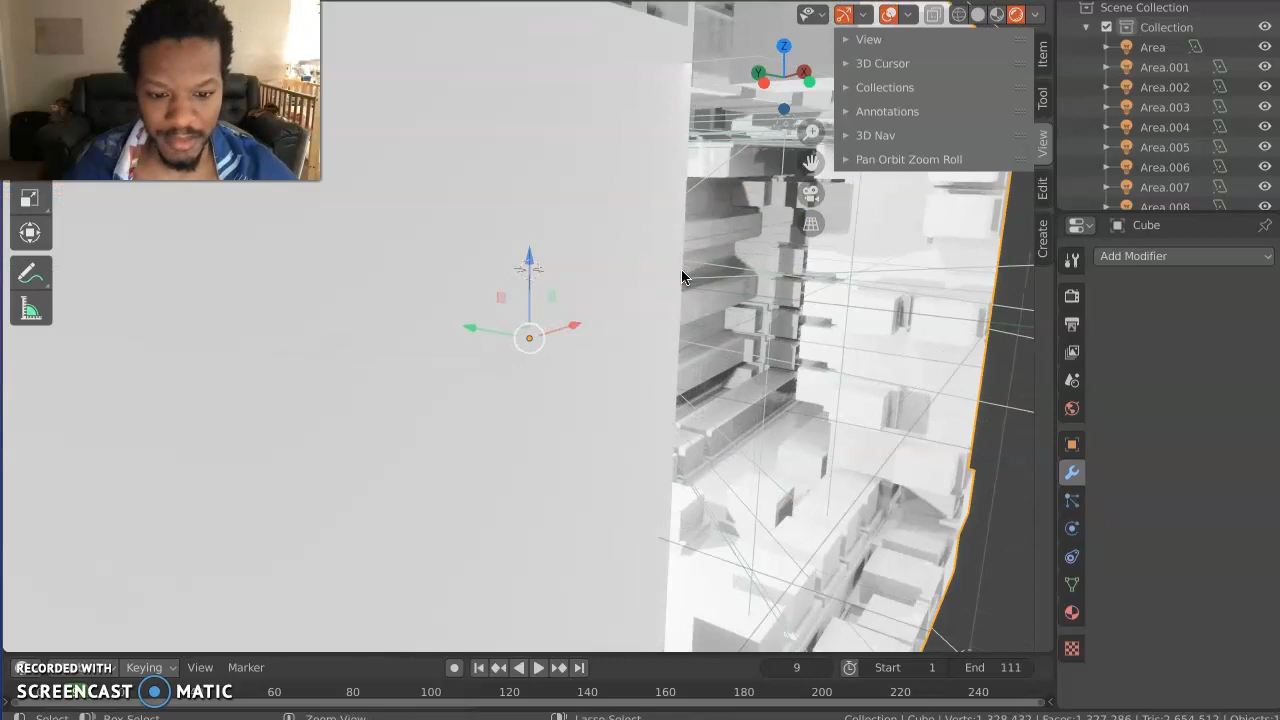 Scene Collection
View
Collection
3D Cursor
Area
Item
Collections
Area.001
Area.002
Annotations
Area.003
Tool
3D Nav
Area.004
View
Pan Orbit Zoom Roll
Area.005
Area.006
Edit
Area.007
Area.008
Create
Cube
Add Modifier
Z
Y
X
RECORDED WITH
Keying
View
Marker
9
Start
1
End
111
SCREENCAST
MATIC
60
80
100
120
140
160
180
200
220
240
Select
Box Select
Zoom View
Lasso Select
Collection | Cube | Verts:1,328,432 | Faces:1,327,286 | Tris:2,654,512 | Objects